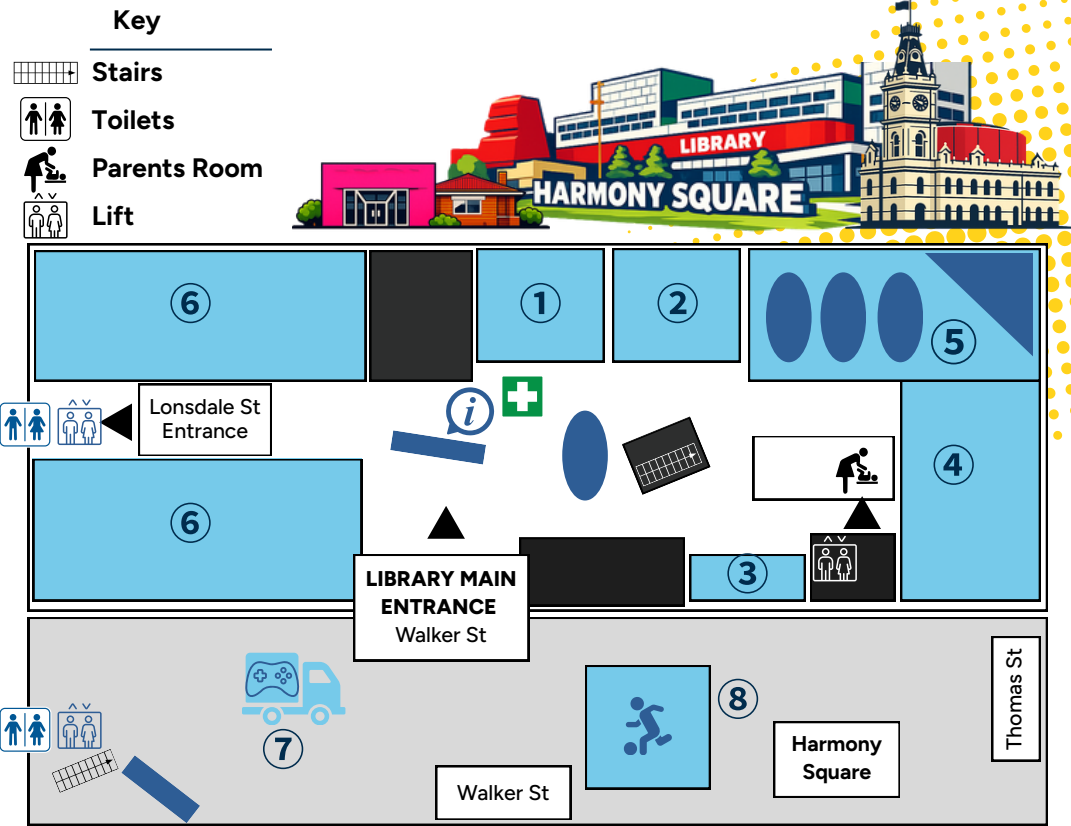 Key
Stairs
Toilets
Parents Room
Lift
LIBRARY
HARMONY SQUARE
6
1
2
5
i
Lonsdale St
Entrance
4
6
3
LIBRARY MAIN
ENTRANCE
Walker St
7
8
Thomas St
Harmony
Square
Walker St